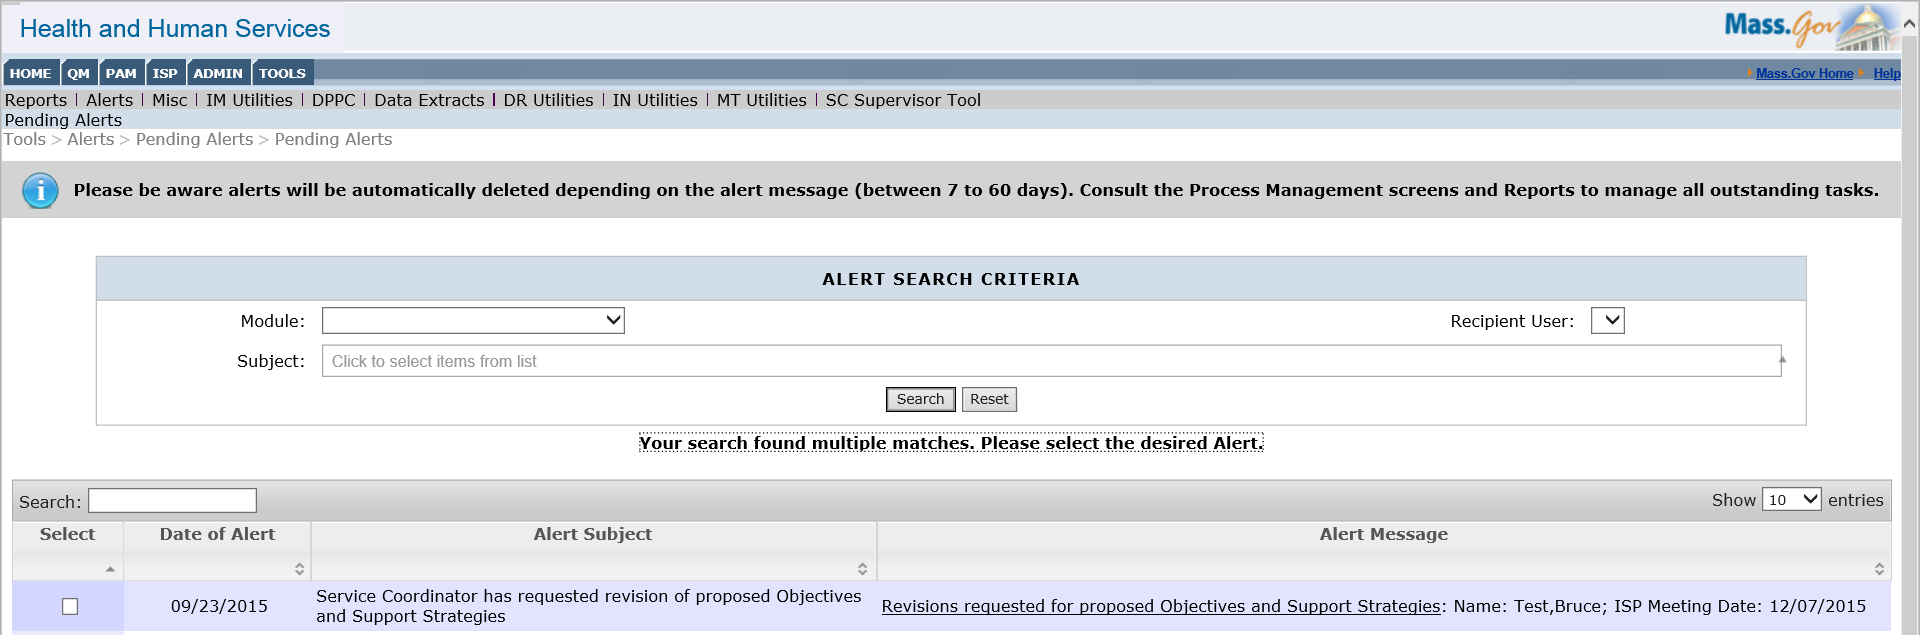 Health and Human Services
Mass.Gov
HOME QM PAM ISP ADMIN TOOLS
Mass.Gov Home Help
Reports | Alerts | Misc | IM Utilities | DPPC | Data Extracts | DR Utilities | IN Utilities | MT Utilities | SC Supervisor Tool
Pending Alerts
Tools > Alerts > Pending Alerts > Pending Alerts
Please be aware alerts will be automatically deleted depending on the alert message (between 7 to 60 days). Consult the Process Management screens and Reports to manage all outstanding tasks.
ALERT SEARCH CRITERIA
Module: Recipient User:
Subject: Click to select items from list
Search Reset
Your search found multiple matches. Please select the desired Alert.
Search: Show 10 entries
Select Date of Alert Alert Subject Alert Message
09/23/2015 Service Coordinator has requested revision of proposed Objectives
and Support Strategies
Revisions requested for proposed Objectives and Support Strategies: Name: Test,Bruce; ISP Meeting Date: 12/07/2015